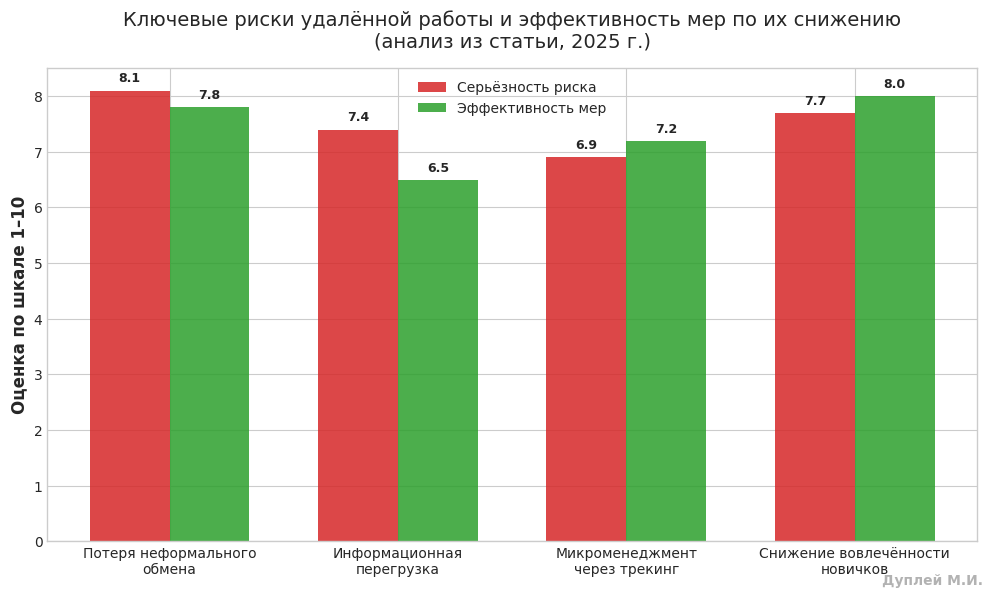 Ключевые риски удалённой работы и эффективность мер по их снижению
(анализ из статьи, 2025 г.)
Серьёзность риска
Эффективность мер
Оценка по шкале 1–10
8
7
6
5
4
3
2
1
0
8.1
7.8
7.4
6.5
6.9
7.2
7.7
8.0
Потеря неформального
обмена
Информационная
перегрузка
Микроменеджмент
через трекинг
Снижение вовлечённости
новичков
Дуплей М.И.